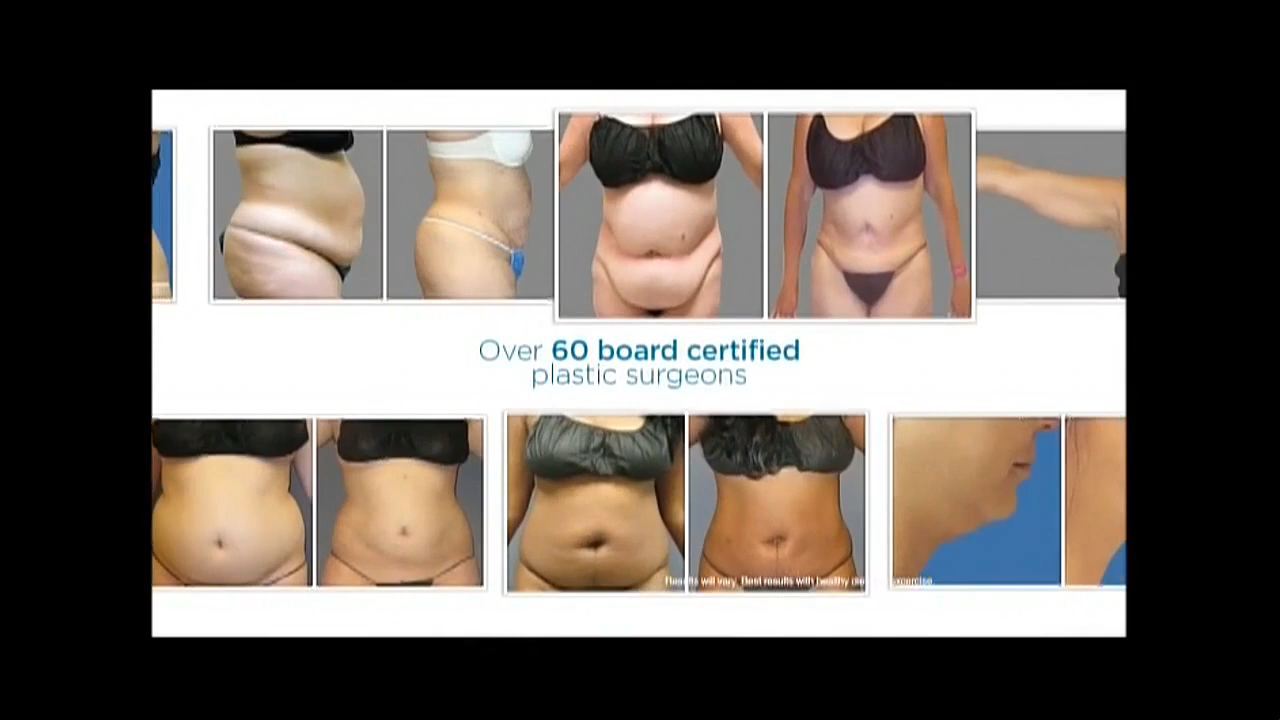 Over 60 board certified
plastic surgeons
Results will vary. Best results with healthy exercise